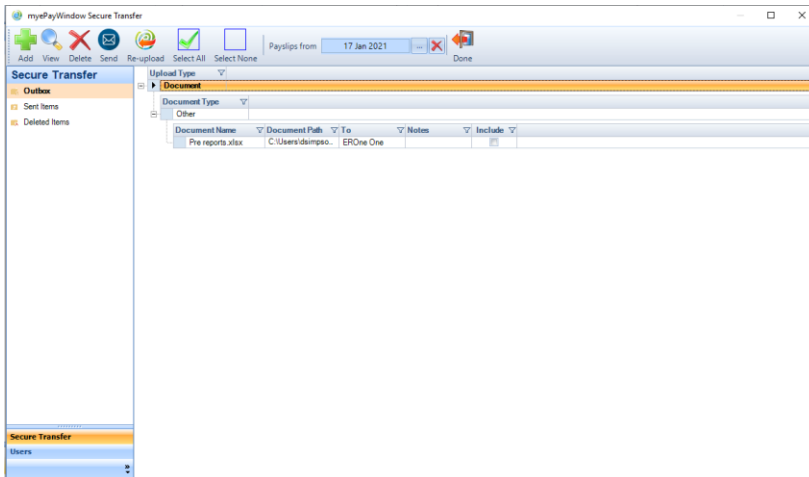 myePayWindow Secure Transfer
Add View Delete Send Re-upload Select All Select None Payslips from 17 Jan 2021 ... Done
Secure Transfer
Outbox
Sent Items
Deleted Items
Upload Type
Document
Document Type
Other
Document Name Document Path To Notes Include
Pre reports.xlsx C:\Users\dsimpso.. EROne One
Secure Transfer
Users